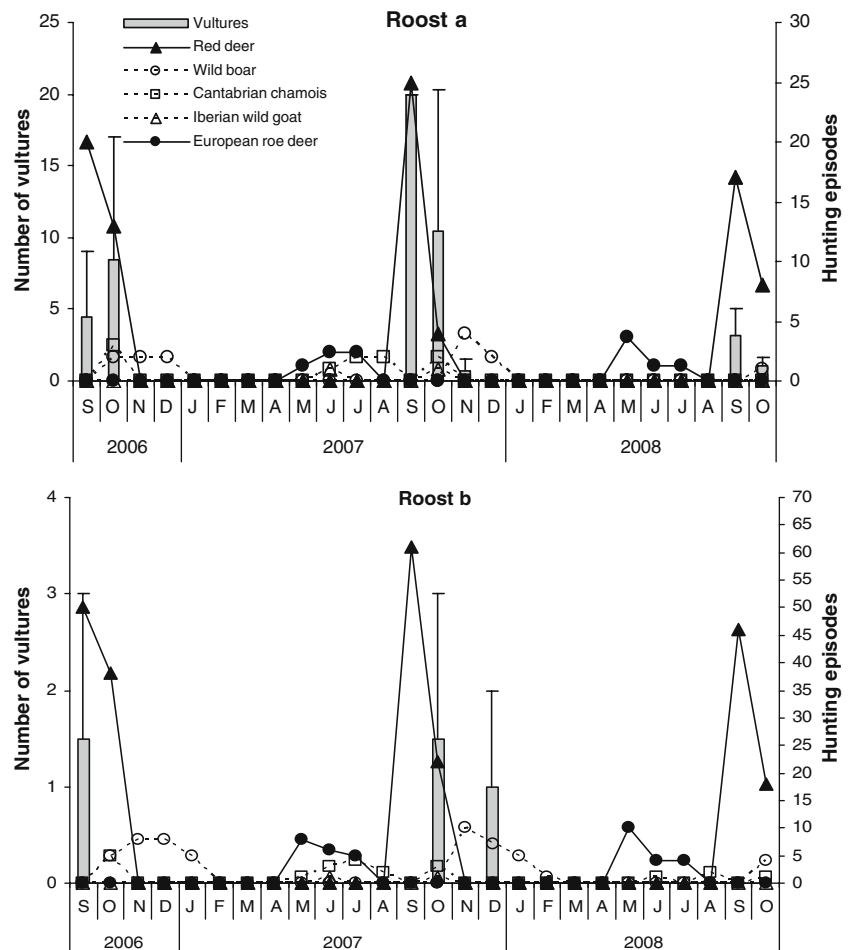 Roost a
Vultures
Red deer
Wild boar
Cantabrian chamois
Iberian wild goat
European roe deer
Number of vultures
25
20
15
10
5
0
Hunting episodes
30
25
20
15
10
5
0
S O N D J F M A M J J A S O N D J F M A M J J A S O
2006 2007 2008
Roost b
Number of vultures
4
3
2
1
0
Hunting episodes
70
65
60
55
50
45
40
35
30
25
20
15
10
5
0
S O N D J F M A M J J A S O N D J F M A M J J A S O
2006 2007 2008